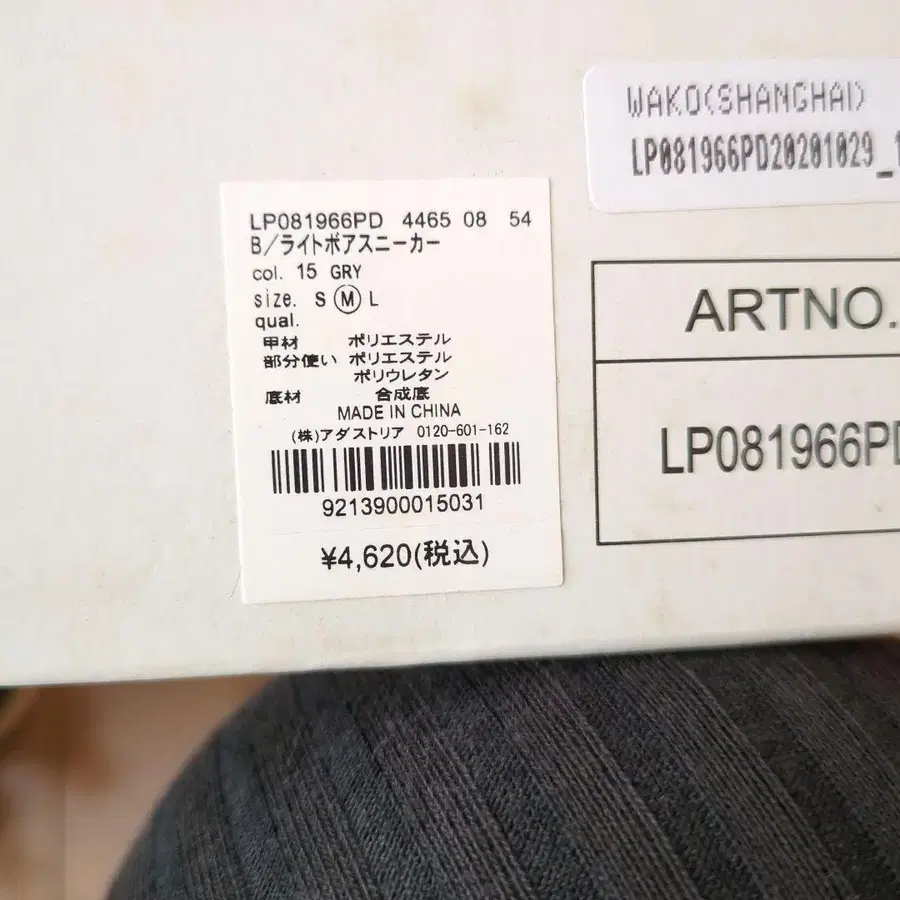 WAKO(SHANGHAI)
LP081966PD20201029_1
LP081966PD 4465 08 54
B/ライトボアスニーカー
col. 15 GRY
size. S M L
qual.
甲材 ポリエステル
部分使い ポリエステル
ポリウレタン
底材 合成底
MADE IN CHINA
(株)アダストリア 0120-601-162
9213900015031
¥4,620(税込)
ARTNO.
LP081966PD